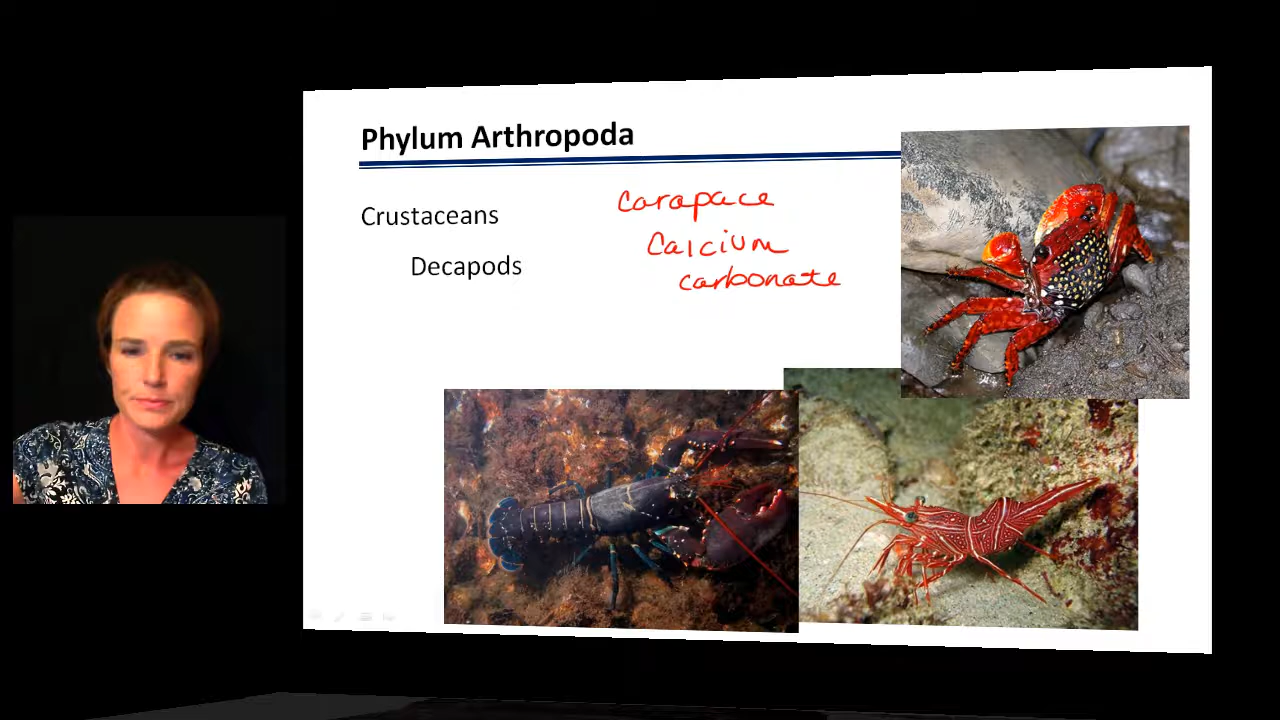 Phylum Arthropoda
Crustaceans
Carapace
Calcium
Decapods
carbonate